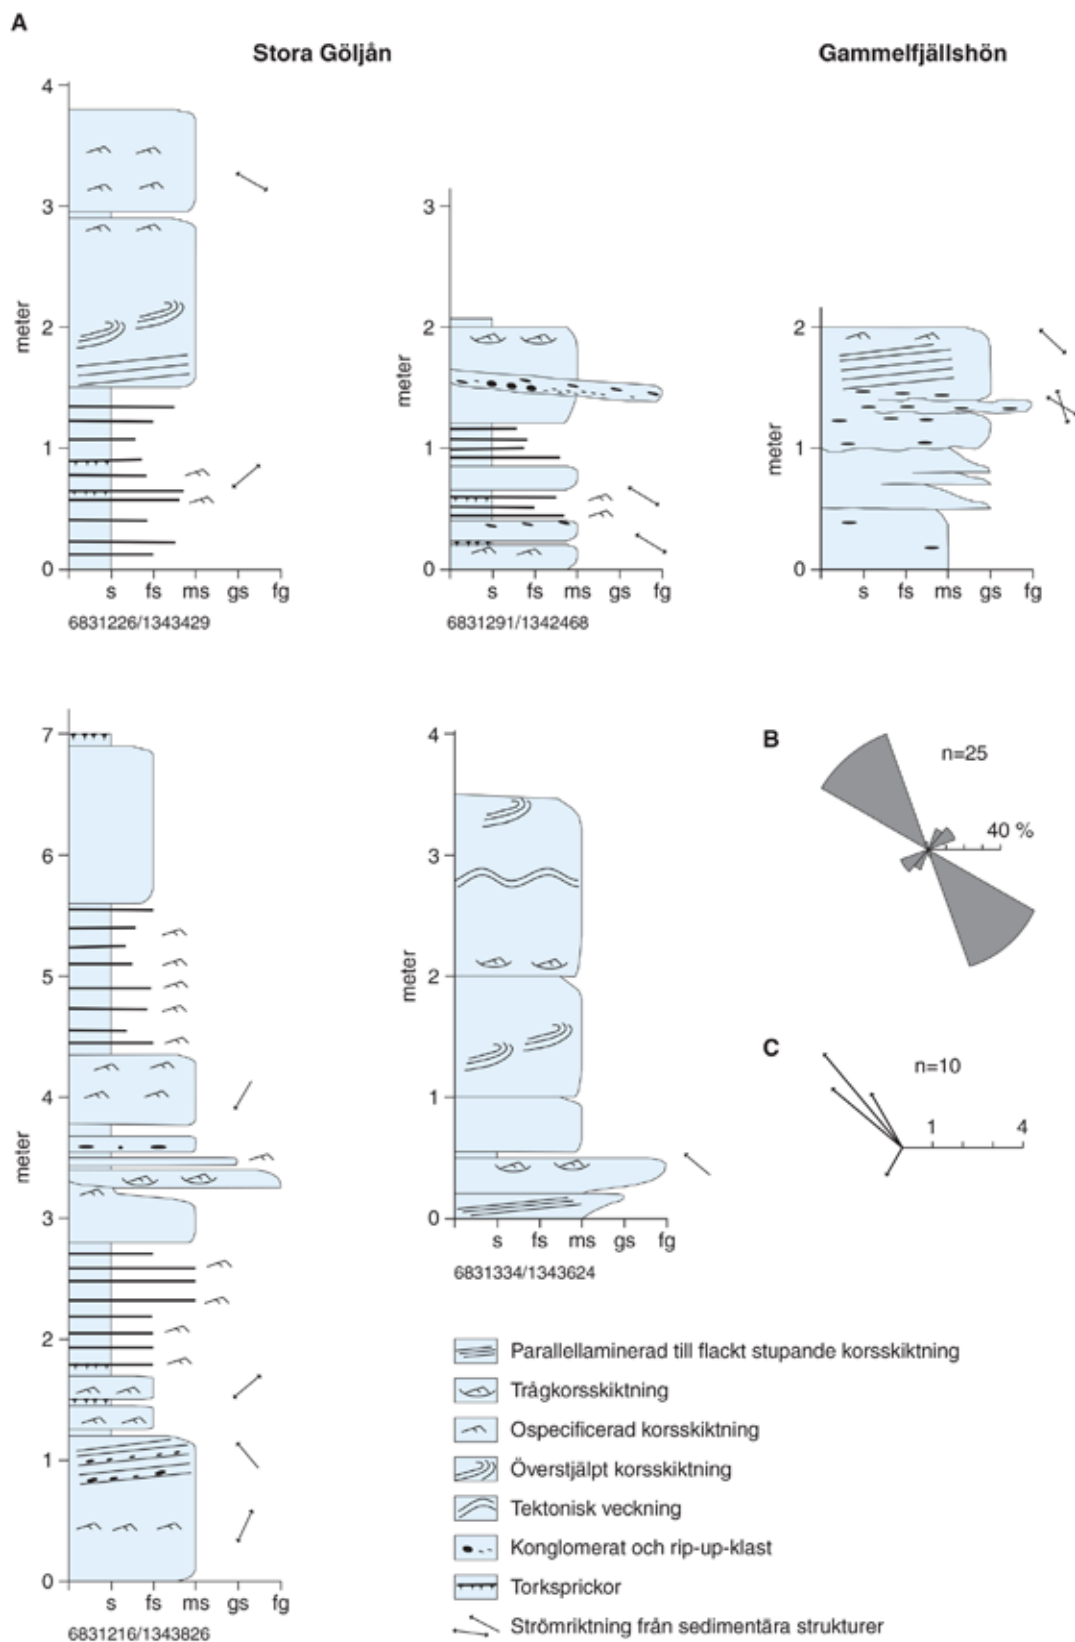 A
Stora Göljån
Gammelfjällshön
4
3
2
1
0
meter
s fs ms gs fg
6831226/1343429
3
2
1
0
meter
s fs ms gs fg
6831291/1342468
2
1
0
meter
s fs ms gs fg
7
6
5
4
3
2
1
0
meter
s fs ms gs fg
6831216/1343826
4
3
2
1
0
meter
s fs ms gs fg
6831334/1343624
B
n=25
40 %
C
n=10
1 4
Parallellaminerad till flackt stupande korsskiktning
Trågkorsskiktning
Ospecificerad korsskiktning
Överstjälpt korsskiktning
Tektonisk veckning
Konglomerat och rip-up-klast
Torksprickor
Strömriktning från sedimentära strukturer